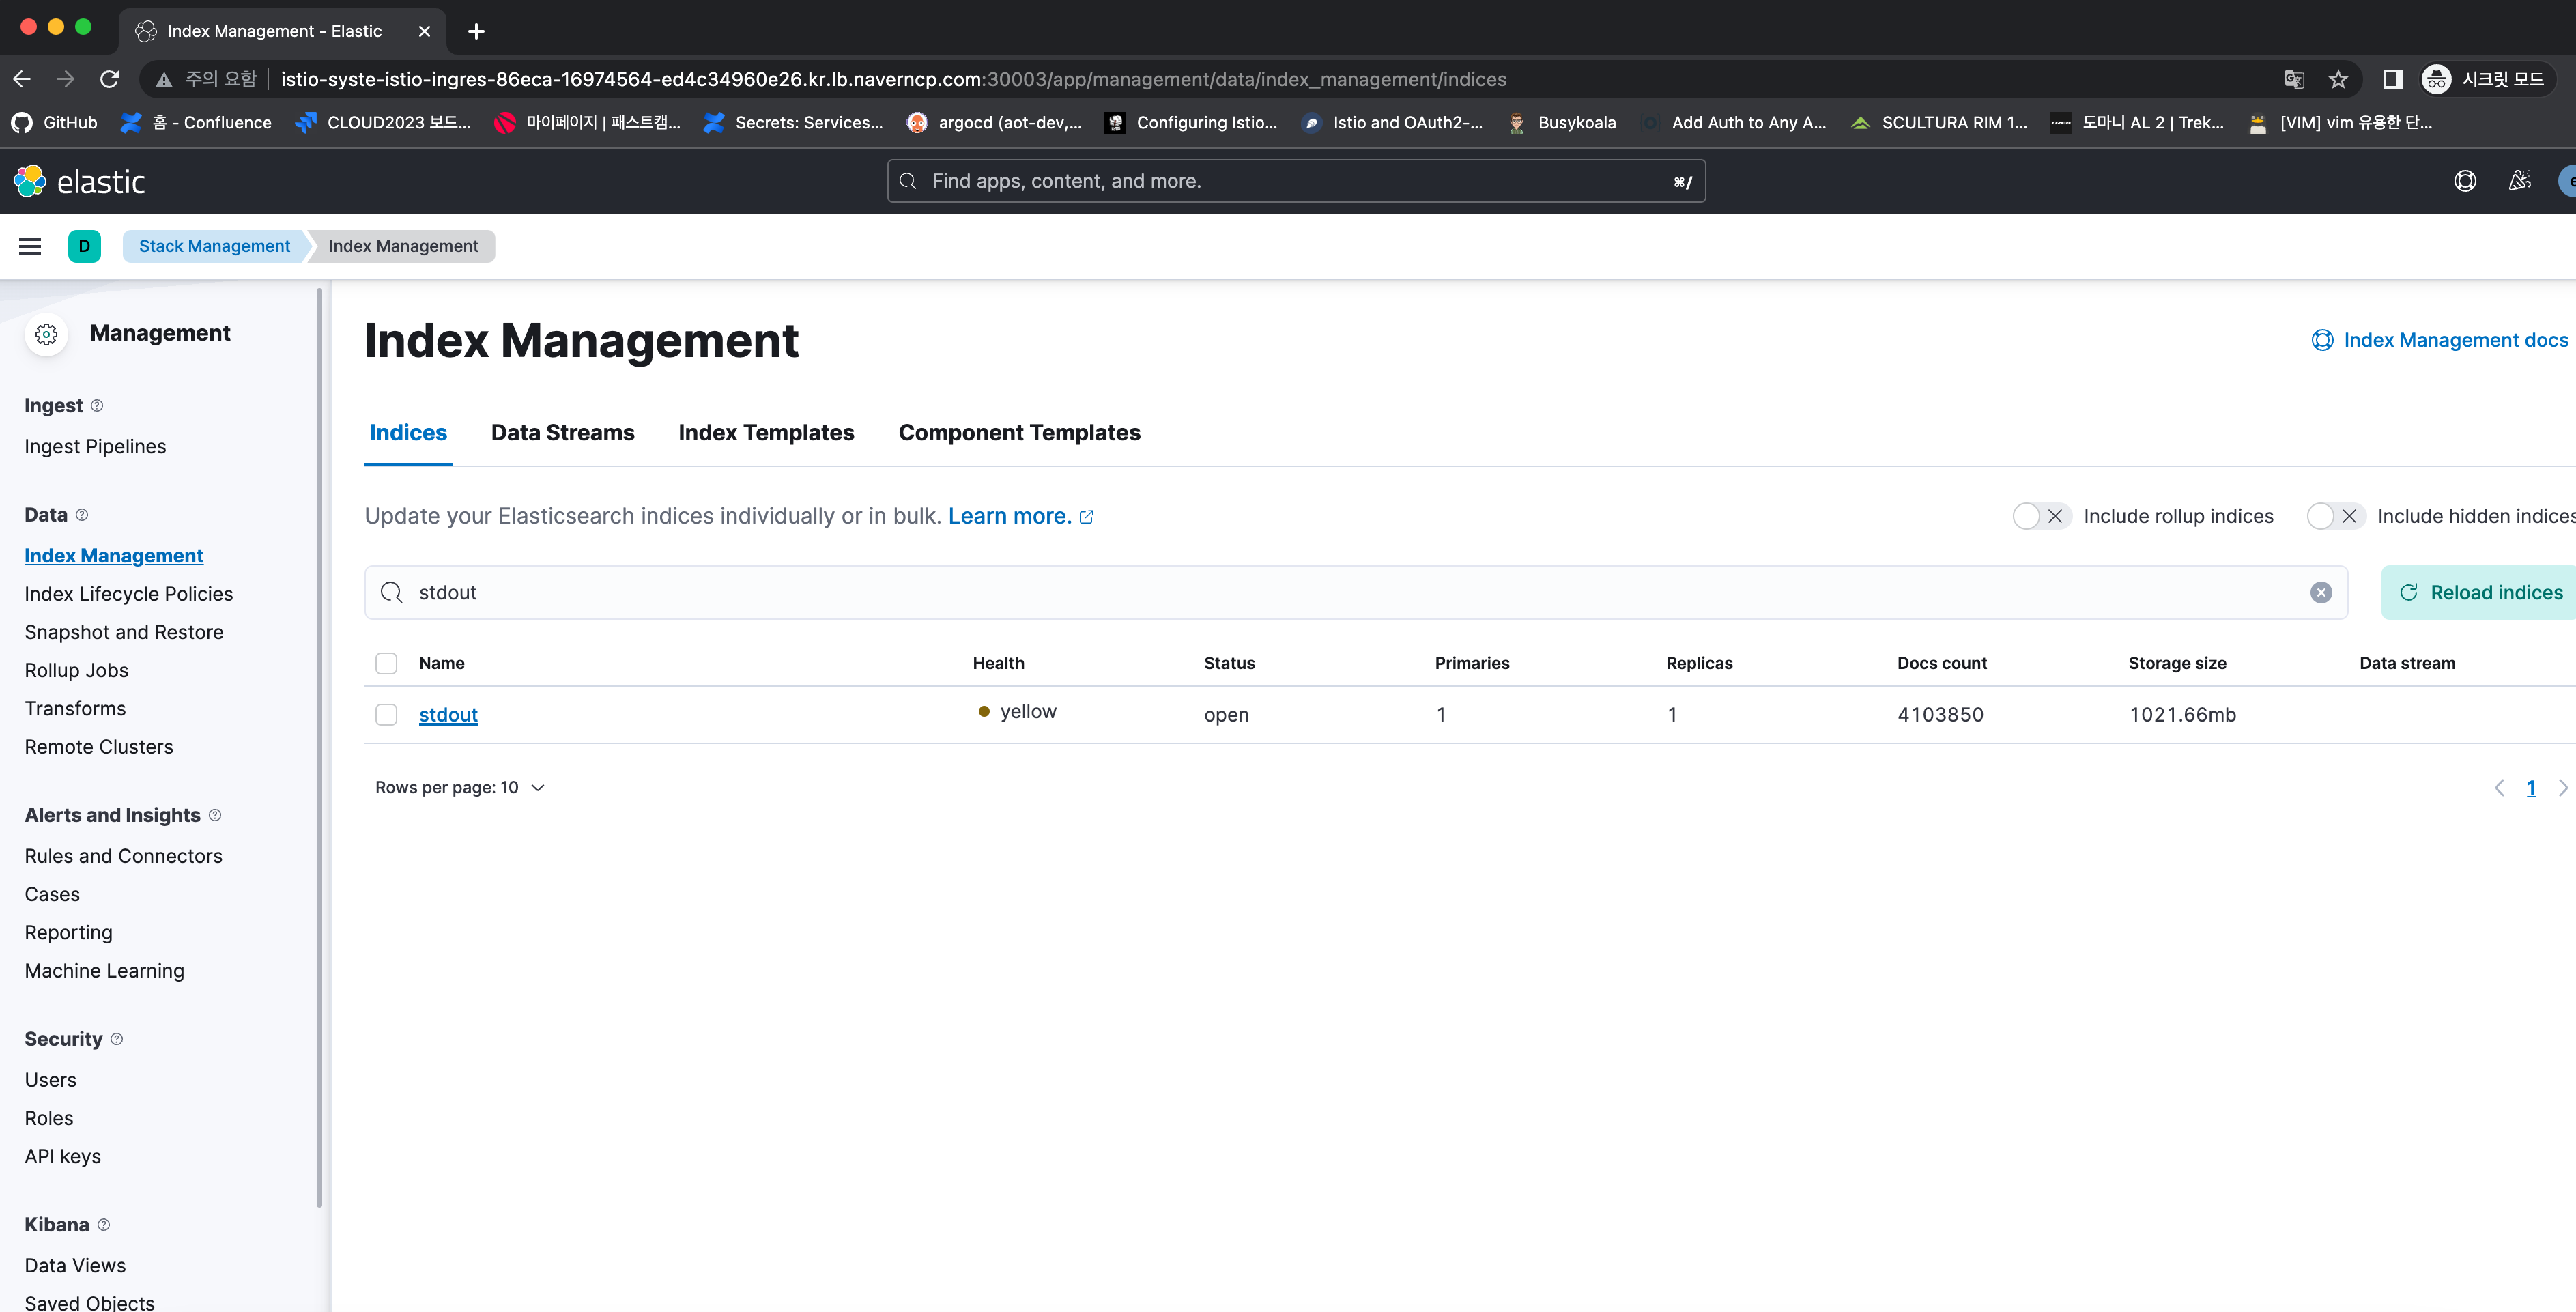 Index Management - Elastic
주의 요함 istio-syste-istio-ingres-86eca-16974564-ed4c34960e26.kr.lb.naverncp.com:30003/app/management/data/index_management/indices 시크릿 모드
GitHub 홈 - Confluence CLOUD2023 보드... 마이페이지 | 패스트캠... Secrets: Services... argocd (aot-dev,... Configuring Istio... Istio and OAuth2-... Busykoala Add Auth to Any A... SCULTURA RIM 1... 도마니 AL 2 | Trek... [VIM] vim 유용한 단...
elastic Find apps, content, and more. ⌘/ e
D Stack Management Index Management
Management
Ingest
Ingest Pipelines
Data
Index Management
Index Lifecycle Policies
Snapshot and Restore
Rollup Jobs
Transforms
Remote Clusters
Alerts and Insights
Rules and Connectors
Cases
Reporting
Machine Learning
Security
Users
Roles
API keys
Kibana
Data Views
Saved Objects
Index Management
Index Management docs
Indices Data Streams Index Templates Component Templates
Update your Elasticsearch indices individually or in bulk. Learn more.
Include rollup indices Include hidden indices
stdout
Reload indices
Name Health Status Primaries Replicas Docs count Storage size Data stream
stdout yellow open 1 1 4103850 1021.66mb
Rows per page: 10
1